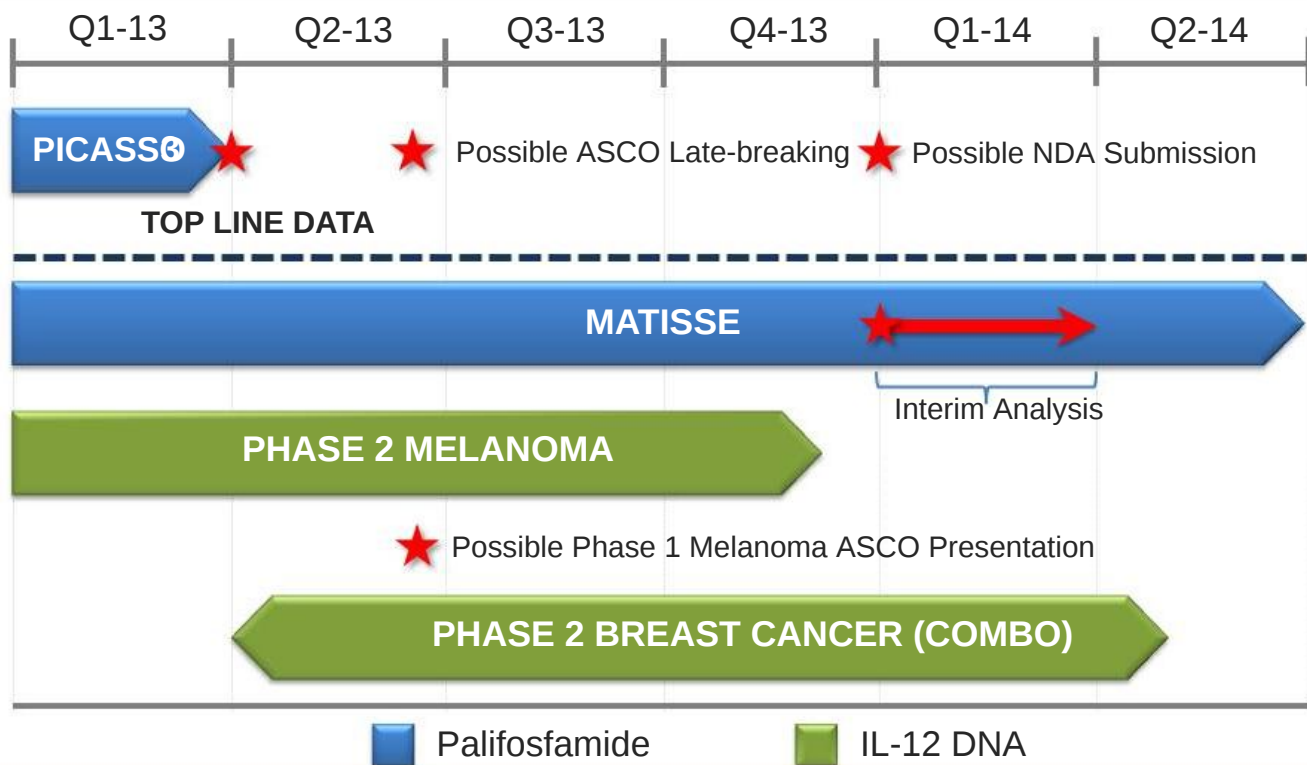 Q1-13 Q2-13 Q3-13 Q4-13 Q1-14 Q2-14
PICASSO3
Possible ASCO Late-breaking
Possible NDA Submission
TOP LINE DATA
MATISSE
Interim Analysis
PHASE 2 MELANOMA
Possible Phase 1 Melanoma ASCO Presentation
PHASE 2 BREAST CANCER (COMBO)
Palifosfamide
IL-12 DNA